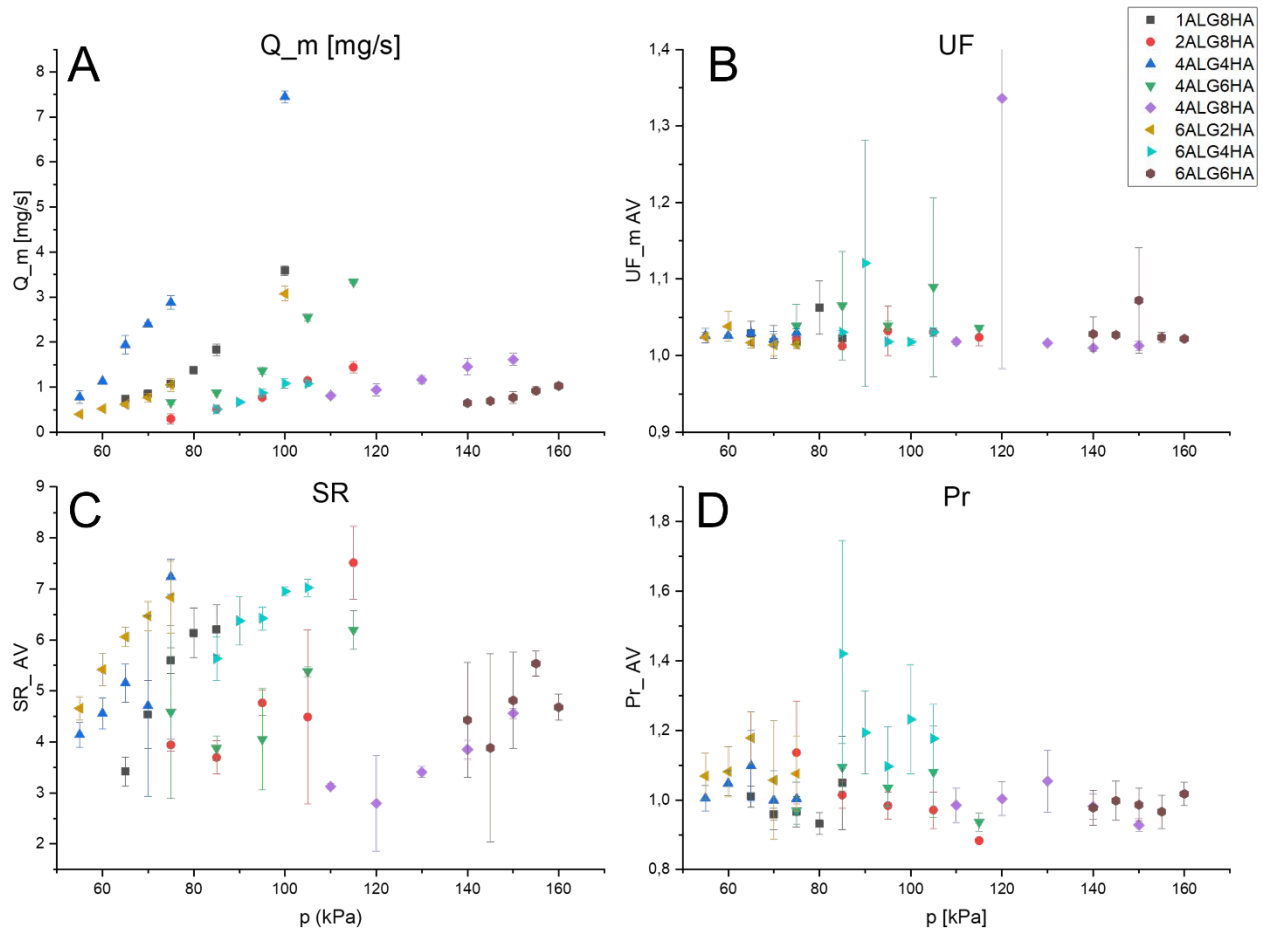 A
Q_m [mg/s]
8
7
6
5
4
3
2
1
0
Q_m [mg/s]
60
80
100
120
140
160
B
UF
1,4
1,3
1,2
1,1
1,0
0,9
UF_m AV
60
80
100
120
140
160
1ALG8HA
2ALG8HA
4ALG4HA
4ALG6HA
4ALG8HA
6ALG2HA
6ALG4HA
6ALG6HA
C
SR
9
8
7
6
5
4
3
2
SR_ AV
60
80
100
120
140
160
p (kPa)
D
Pr
1,8
1,6
1,4
1,2
1,0
0,8
Pr_ AV
60
80
100
120
140
160
p [kPa]